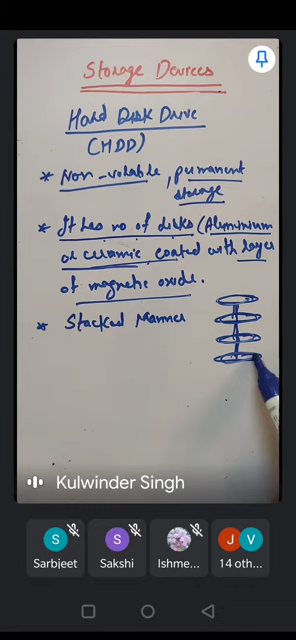 Storage Devices
Hard Disk Drive
(HDD)
* Non-volatile, permanent
storage
* It has no of disks (Aluminium
or ceramic coated with layer
of magnetic oxide.
* Stacked Manner
Kulwinder Singh
S
S
J
V
Sarbjeet
Sakshi
Ishme...
14 oth...